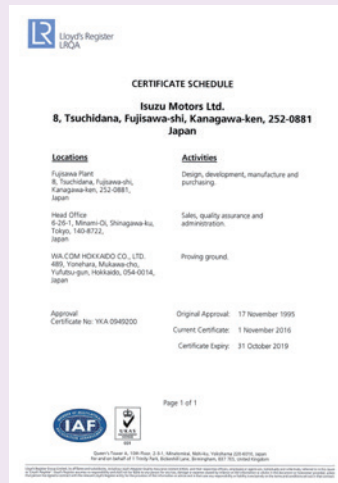 Lloyd's Register
LRQA
CERTIFICATE SCHEDULE
Isuzu Motors Ltd.
8, Tsuchidana, Fujisawa-shi, Kanagawa-ken, 252-0881
Japan
Locations
Activities
Fujisawa Plant
8, Tsuchidana, Fujisawa-shi,
Kanagawa-ken, 252-0881,
Japan
Design, development, manufacture and
purchasing.
Head Office
6-26-1, Minami-Oi, Shinagawa-ku,
Tokyo, 140-8722,
Japan
Sales, quality assurance and
administration.
WA.COM HOKKAIDO CO., LTD.
489, Yonehara, Mukawa-cho,
Yufutsu-gun, Hokkaido, 054-0014,
Japan
Proving ground.
Approval
Certificate No: YKA 0949200
Original Approval: 17 November 1995
Current Certificate: 1 November 2016
Certificate Expiry: 31 October 2019
Page 1 of 1
IAF
UKAS